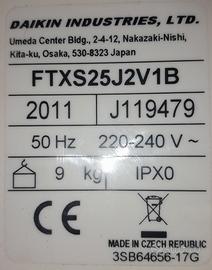 DAIKIN INDUSTRIES, LTD.
Umeda Center Bldg., 2-4-12, Nakazaki-Nishi,
Kita-ku, Osaka, 530-8323 Japan
FTXS25J2V1B
2011 J119479
50 Hz 220-240 V ~
9 kg IPX0
CE
MADE IN CZECH REPUBLIC
3SB64656-17G